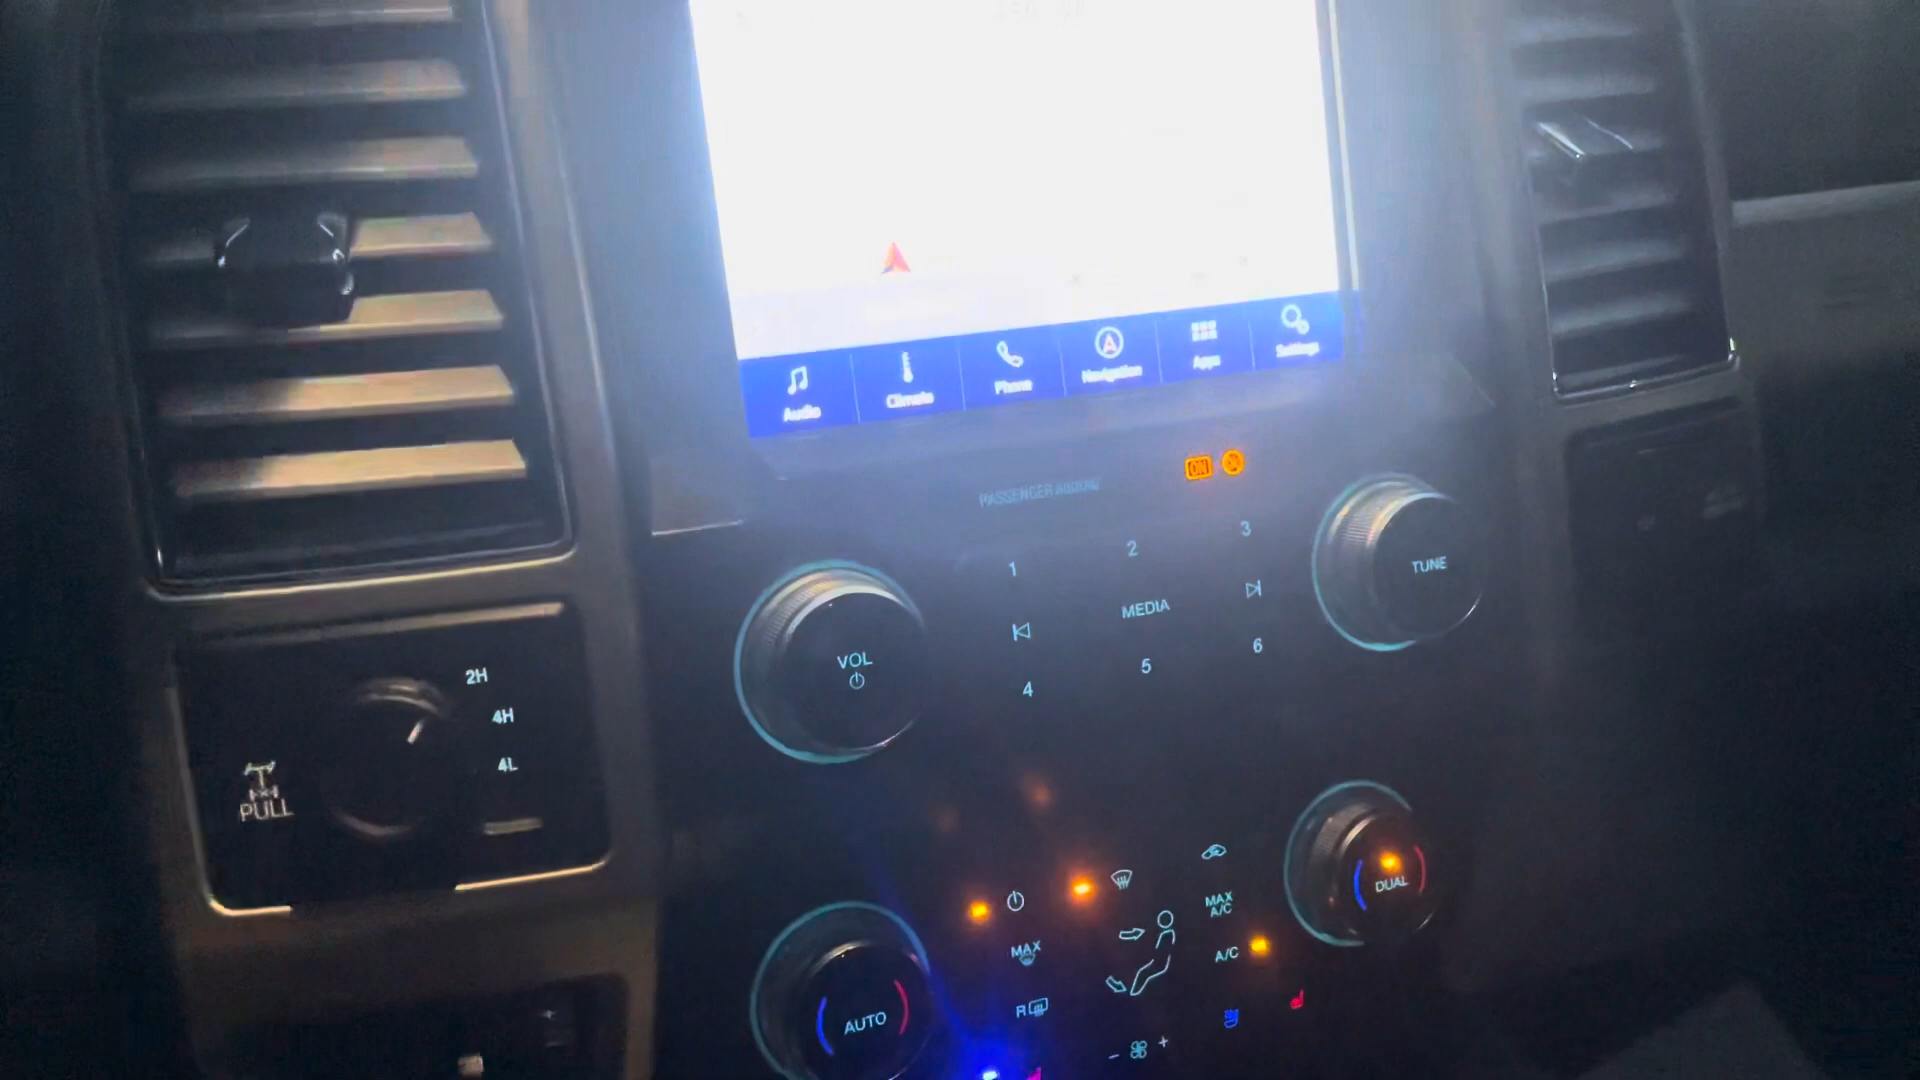 Audio
Climate
Phone
Navigation
Apps
Settings
PASSENGER AIRBAG
ON
1
2
3
MEDIA
4
5
6
VOL
TUNE
2H
4H
4L
PULL
MAX
R
MAX
A/C
A/C
DUAL
AUTO
- +